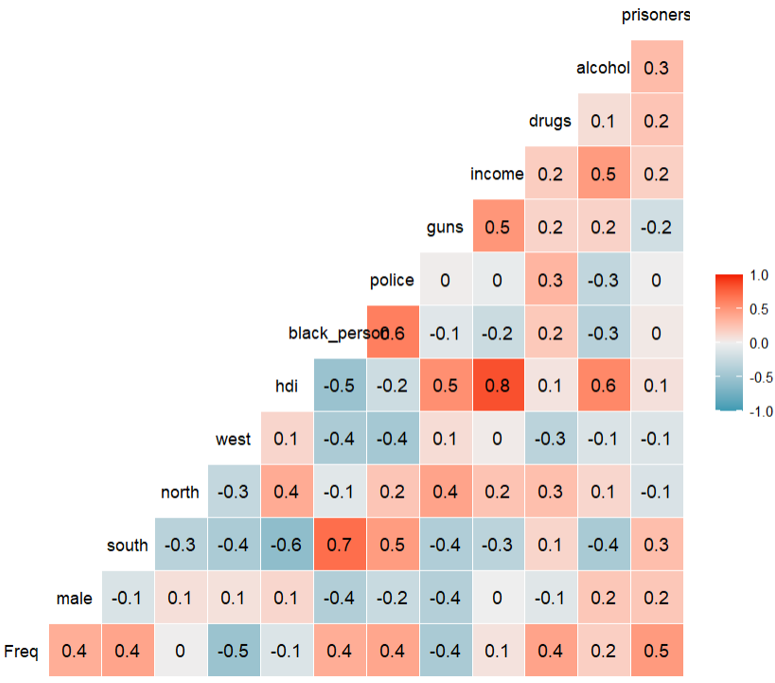 prisoners
alcohol 0.3
drugs 0.1 0.2
income 0.2 0.5 0.2
guns 0.5 0.2 0.2 -0.2
police 0 0 0.3 -0.3 0
black_person 0.6 -0.1 -0.2 0.2 -0.3 0
hdi -0.5 -0.2 0.5 0.8 0.1 0.6 0.1
west 0.1 -0.4 -0.4 0.1 0 -0.3 -0.1 -0.1
north -0.3 0.4 -0.1 0.2 0.4 0.2 0.3 0.1 -0.1
south -0.3 -0.4 -0.6 0.7 0.5 -0.4 -0.3 0.1 -0.4 0.3
male -0.1 0.1 0.1 0.1 -0.4 -0.2 -0.4 0 -0.1 0.2 0.2
Freq 0.4 0.4 0 -0.5 -0.1 0.4 0.4 -0.4 0.1 0.4 0.2 0.5
1.0
0.5
0.0
-0.5
-1.0